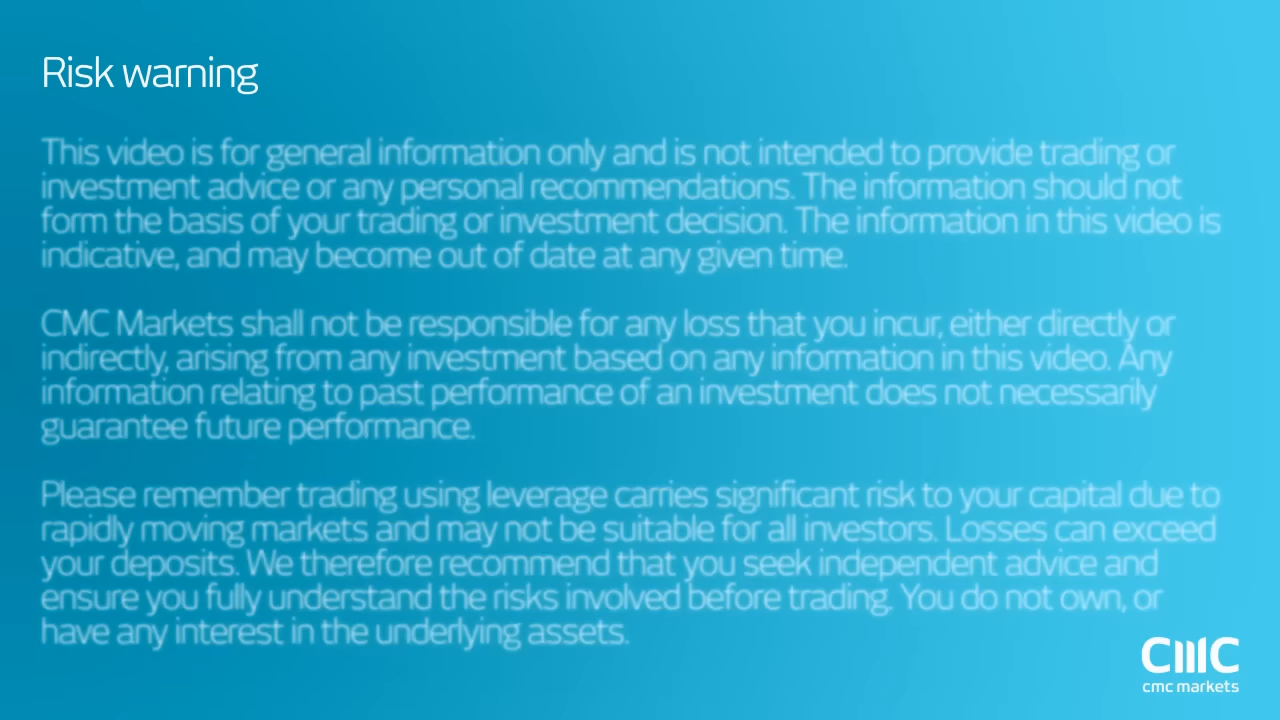 Risk warning
This video is for general information only and is not intended to provide trading or
investment advice or any personal recommendations. The information should not
form the basis of your trading or investment decision. The information in this video is
indicative, and may become out of date at any given time.
CMC Markets shall not be responsible for any loss that you incur, either directly or
indirectly, arising from any investment based on any information in this video. Any
information relating to past performance of an investment does not necessarily
guarantee future performance.
Please remember trading using leverage carries significant risk to your capital due to
rapidly moving markets and may not be suitable for all investors. Losses can exceed
your deposits. We therefore recommend that you seek independent advice and
ensure you fully understand the risks involved before trading. You do not own, or
have any interest in the underlying assets.
CMC
cmc markets